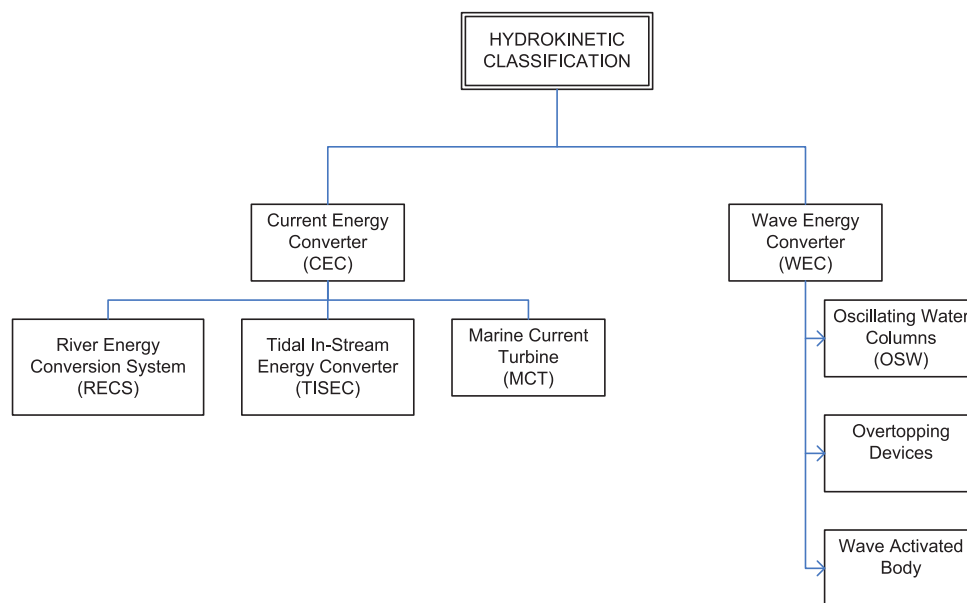 HYDROKINETIC
CLASSIFICATION
Current Energy
Converter
(CEC)
Wave Energy
Converter
(WEC)
River Energy
Conversion System
(RECS)
Tidal In-Stream
Energy Converter
(TISEC)
Marine Current
Turbine
(MCT)
Oscillating Water
Columns
(OSW)
Overtopping
Devices
Wave Activated
Body